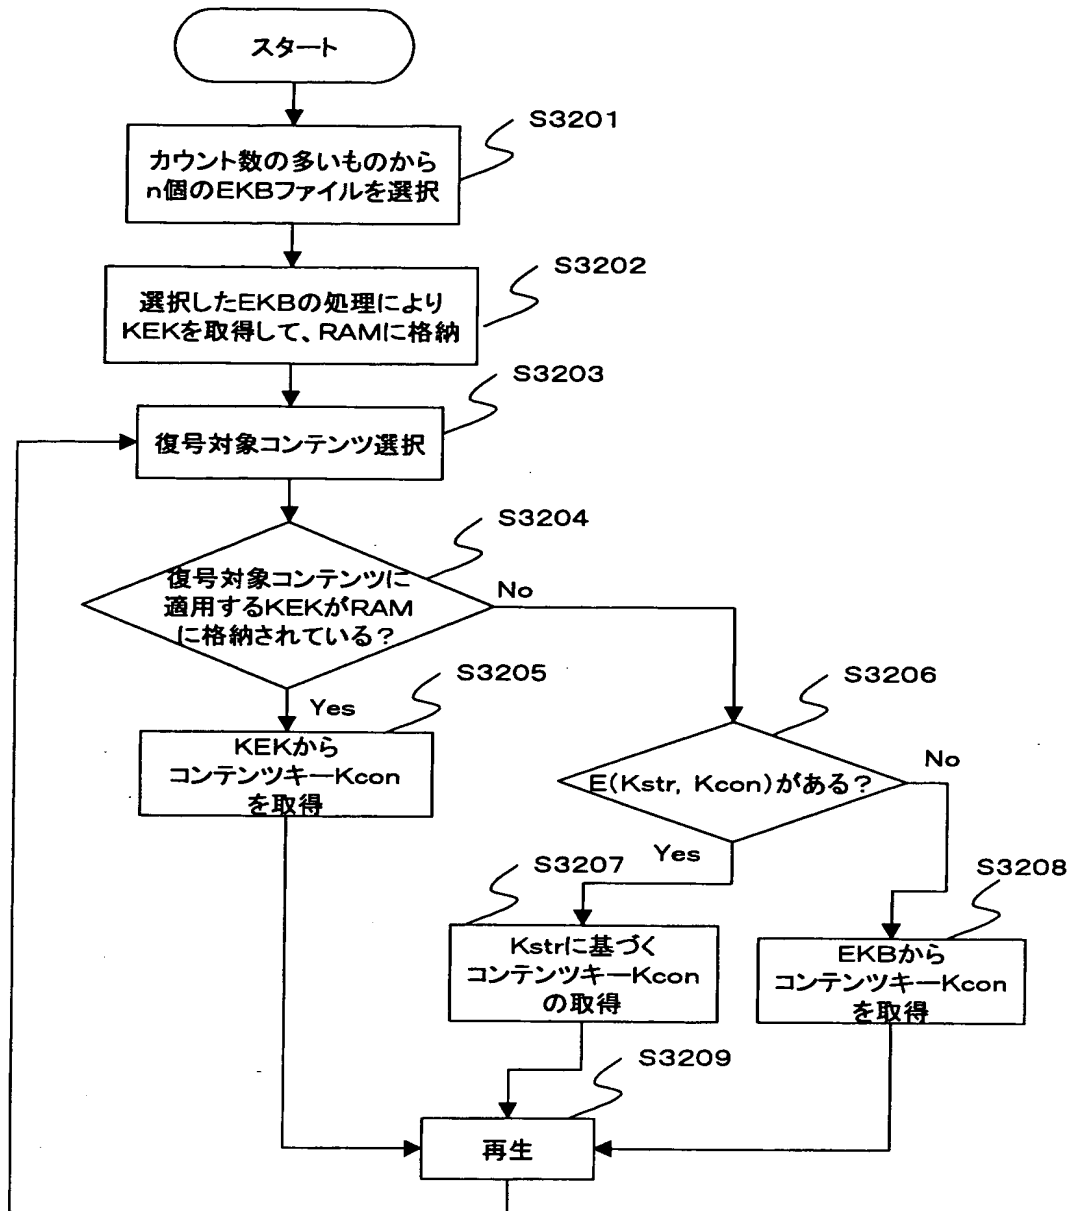 スタート
S3201
カウント数の多いものから
n個のEKBファイルを選択
S3202
選択したEKBの処理により
KEKを取得して、RAMに格納
S3203
復号対象コンテンツ選択
S3204
復号対象コンテンツに
適用するKEKがRAM
に格納されている?
No
S3205
Yes
KEKから
コンテンツキーKcon
を取得
S3206
E(Kstr, Kcon)がある?
No
Yes
S3207
Kstrに基づく
コンテンツキーKcon
の取得
S3208
EKBから
コンテンツキーKcon
を取得
S3209
再生